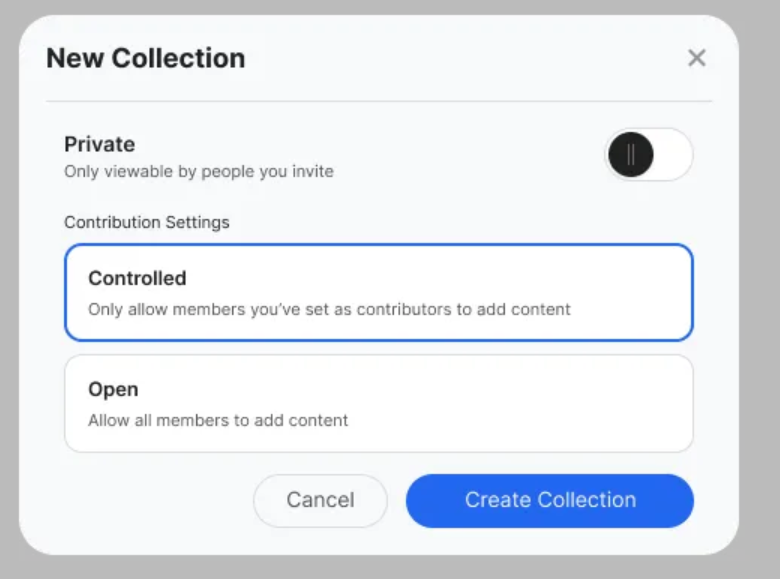 New Collection
Private
Only viewable by people you invite
Contribution Settings
Controlled
Only allow members you’ve set as contributors to add content
Open
Allow all members to add content
Cancel
Create Collection